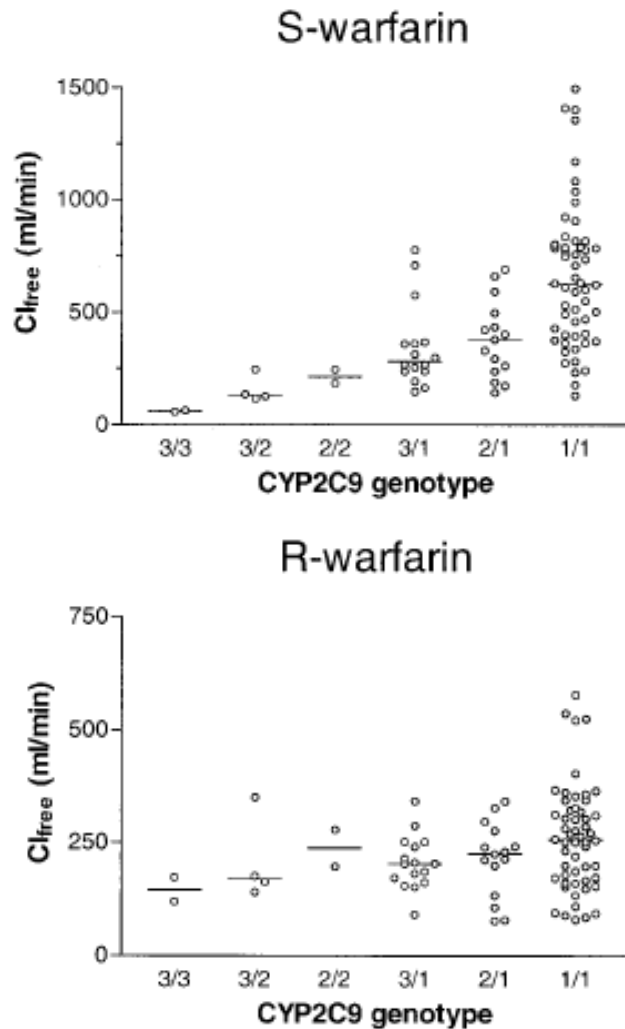 S-warfarin
1500
1000
500
0
Clfree (ml/min)
3/3 3/2 2/2 3/1 2/1 1/1
CYP2C9 genotype
R-warfarin
750
500
250
0
Clfree (ml/min)
3/3 3/2 2/2 3/1 2/1 1/1
CYP2C9 genotype